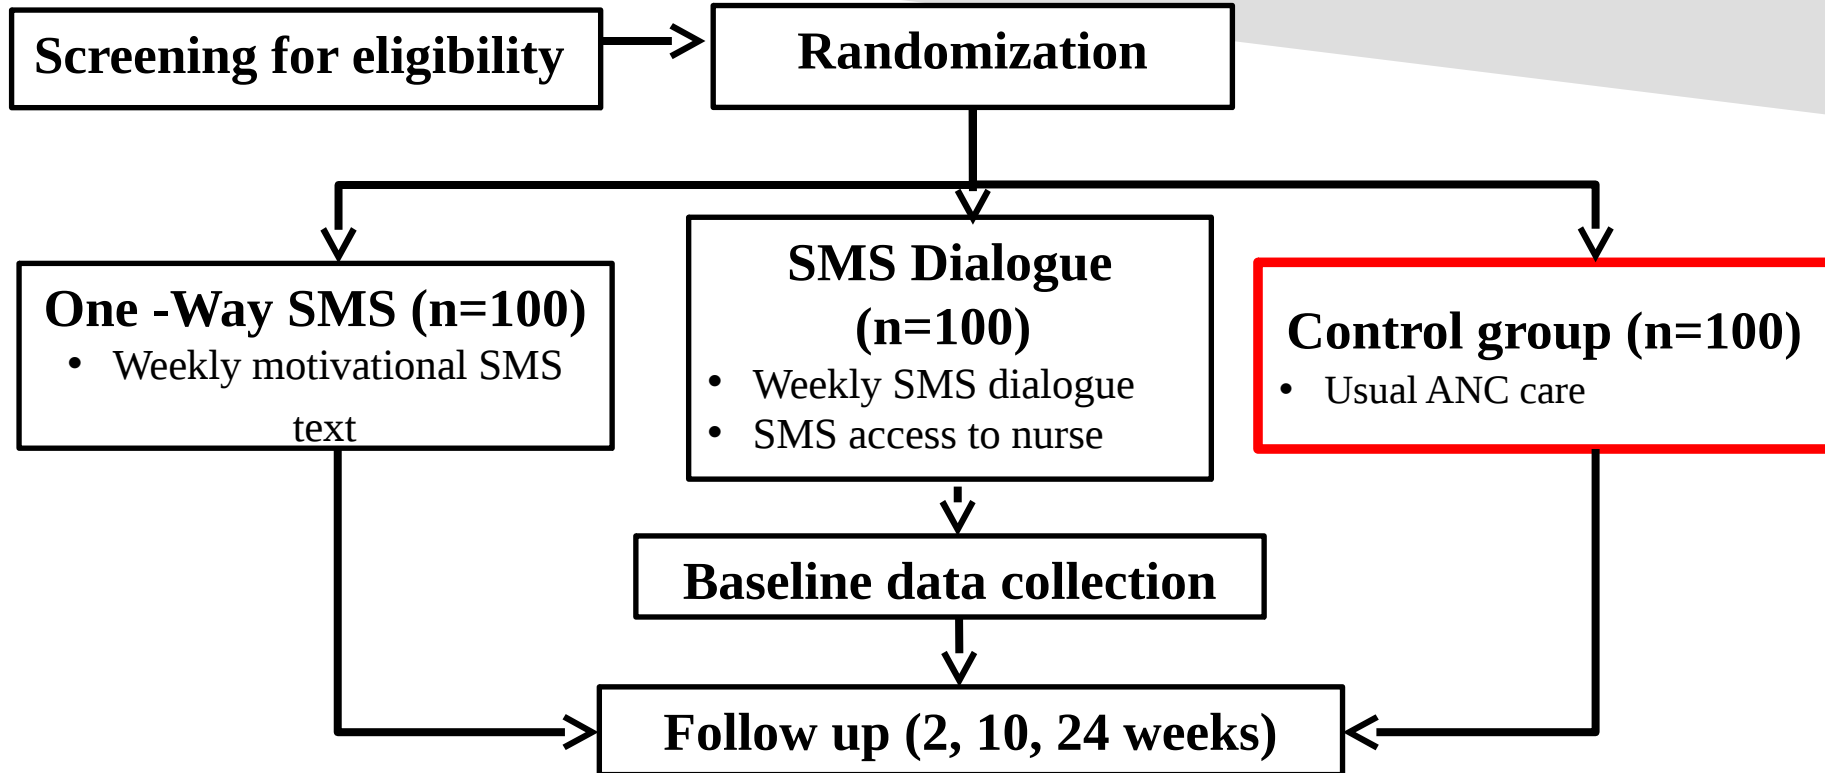 Screening for eligibility
Randomization
One -Way SMS (n=100)
• Weekly motivational SMS
text
SMS Dialogue
(n=100)
• Weekly SMS dialogue
• SMS access to nurse
Control group (n=100)
• Usual ANC care
Baseline data collection
Follow up (2, 10, 24 weeks)